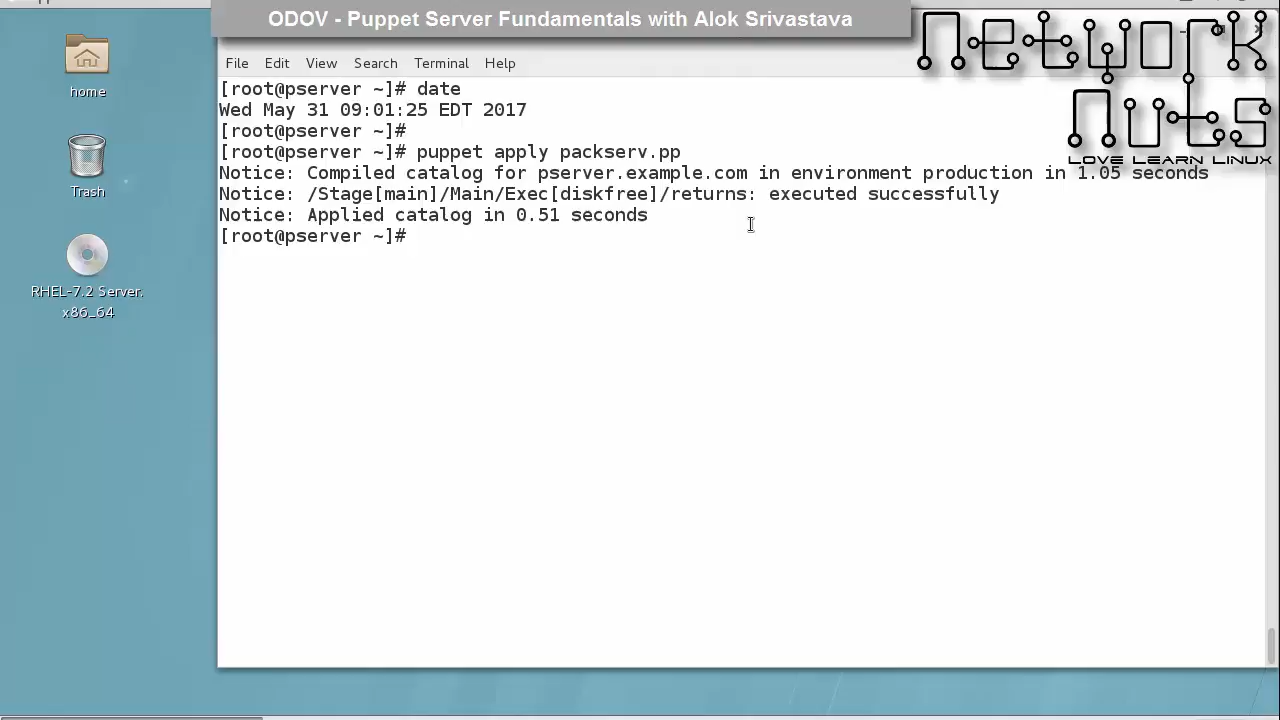 ODOV - Puppet Server Fundamentals with Alok Srivastava
Network
Nuts
LOVE LEARN LINUX
File Edit View Search Terminal Help
home
Trash
RHEL-7.2 Server.
x86_64
[root@pserver ~]# date
Wed May 31 09:01:25 EDT 2017
[root@pserver ~]#
[root@pserver ~]# puppet apply packserv.pp
Notice: Compiled catalog for pserver.example.com in environment production in 1.05 seconds
Notice: /Stage[main]/Main/Exec[diskfree]/returns: executed successfully
Notice: Applied catalog in 0.51 seconds
[root@pserver ~]#